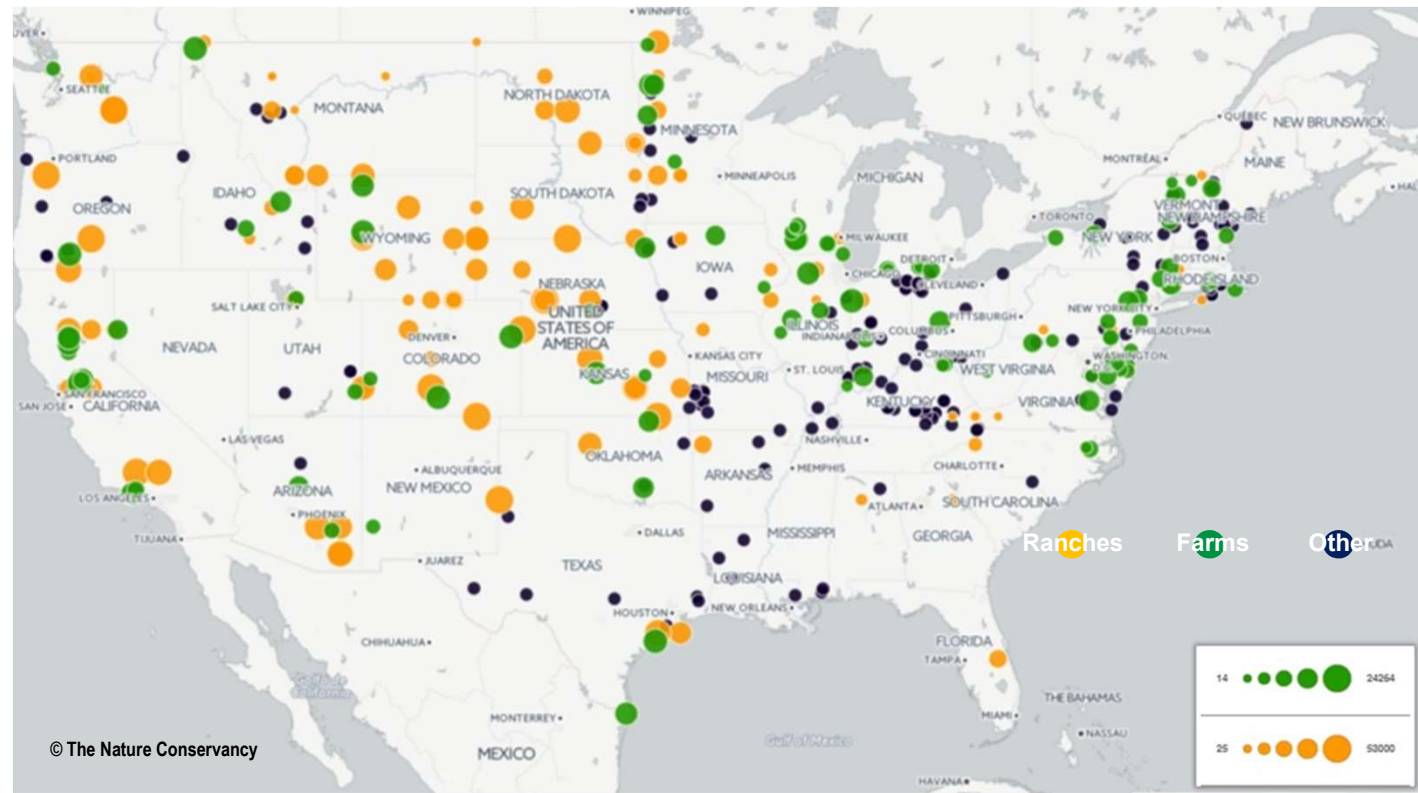 WINNIPEG
SEATTLE
MONTANA
NORTH DAKOTA
MINNESOTA
QUÉBEC
NEW BRUNSWICK
PORTLAND
MONTRÉAL
MAINE
MINNEAPOLIS
MICHIGAN
IDAHO
SOUTH DAKOTA
OREGON
VERMONT
NEW HAMPSHIRE
TORONTO
WYOMING
MILWAUKEE
NEW YORK
DETROIT
BOSTON
IOWA
CHICAGO
CLEVELAND
RHODE ISLAND
NEBRASKA
SALT LAKE CITY
UNITED
STATES OF
AMERICA
NEW YORK CITY
PITTSBURGH
ILLINOIS
COLUMBUS
PHILADELPHIA
DENVER
INDIANAPOLIS
NEVADA
UTAH
COLORADO
KANSAS CITY
CINCINNATI
WASHINGTON
KANSAS
MISSOURI
ST. LOUIS
WEST VIRGINIA
SAN FRANCISCO
SAN JOSE
CALIFORNIA
KENTUCKY
VIRGINIA
LAS VEGAS
NASHVILLE
OKLAHOMA
ALBUQUERQUE
ARKANSAS
MEMPHIS
CHARLOTTE
LOS ANGELES
ARIZONA
NEW MEXICO
SOUTH CAROLINA
ATLANTA
PHOENIX
DALLAS
MISSISSIPPI
GEORGIA
TIJUANA
Ranches
Farms
Other
UDA
JUAREZ
TEXAS
LOUISIANA
HOUSTON
NEW ORLEANS
CHIHUAHUA
FLORIDA
TAMPA
Golfo de
California
14
24264
THE BAHAMAS
MONTERREY
MIAMI
NASSAU
© The Nature Conservancy
MEXICO
Gulf of Mexico
25
53000
HAVANA